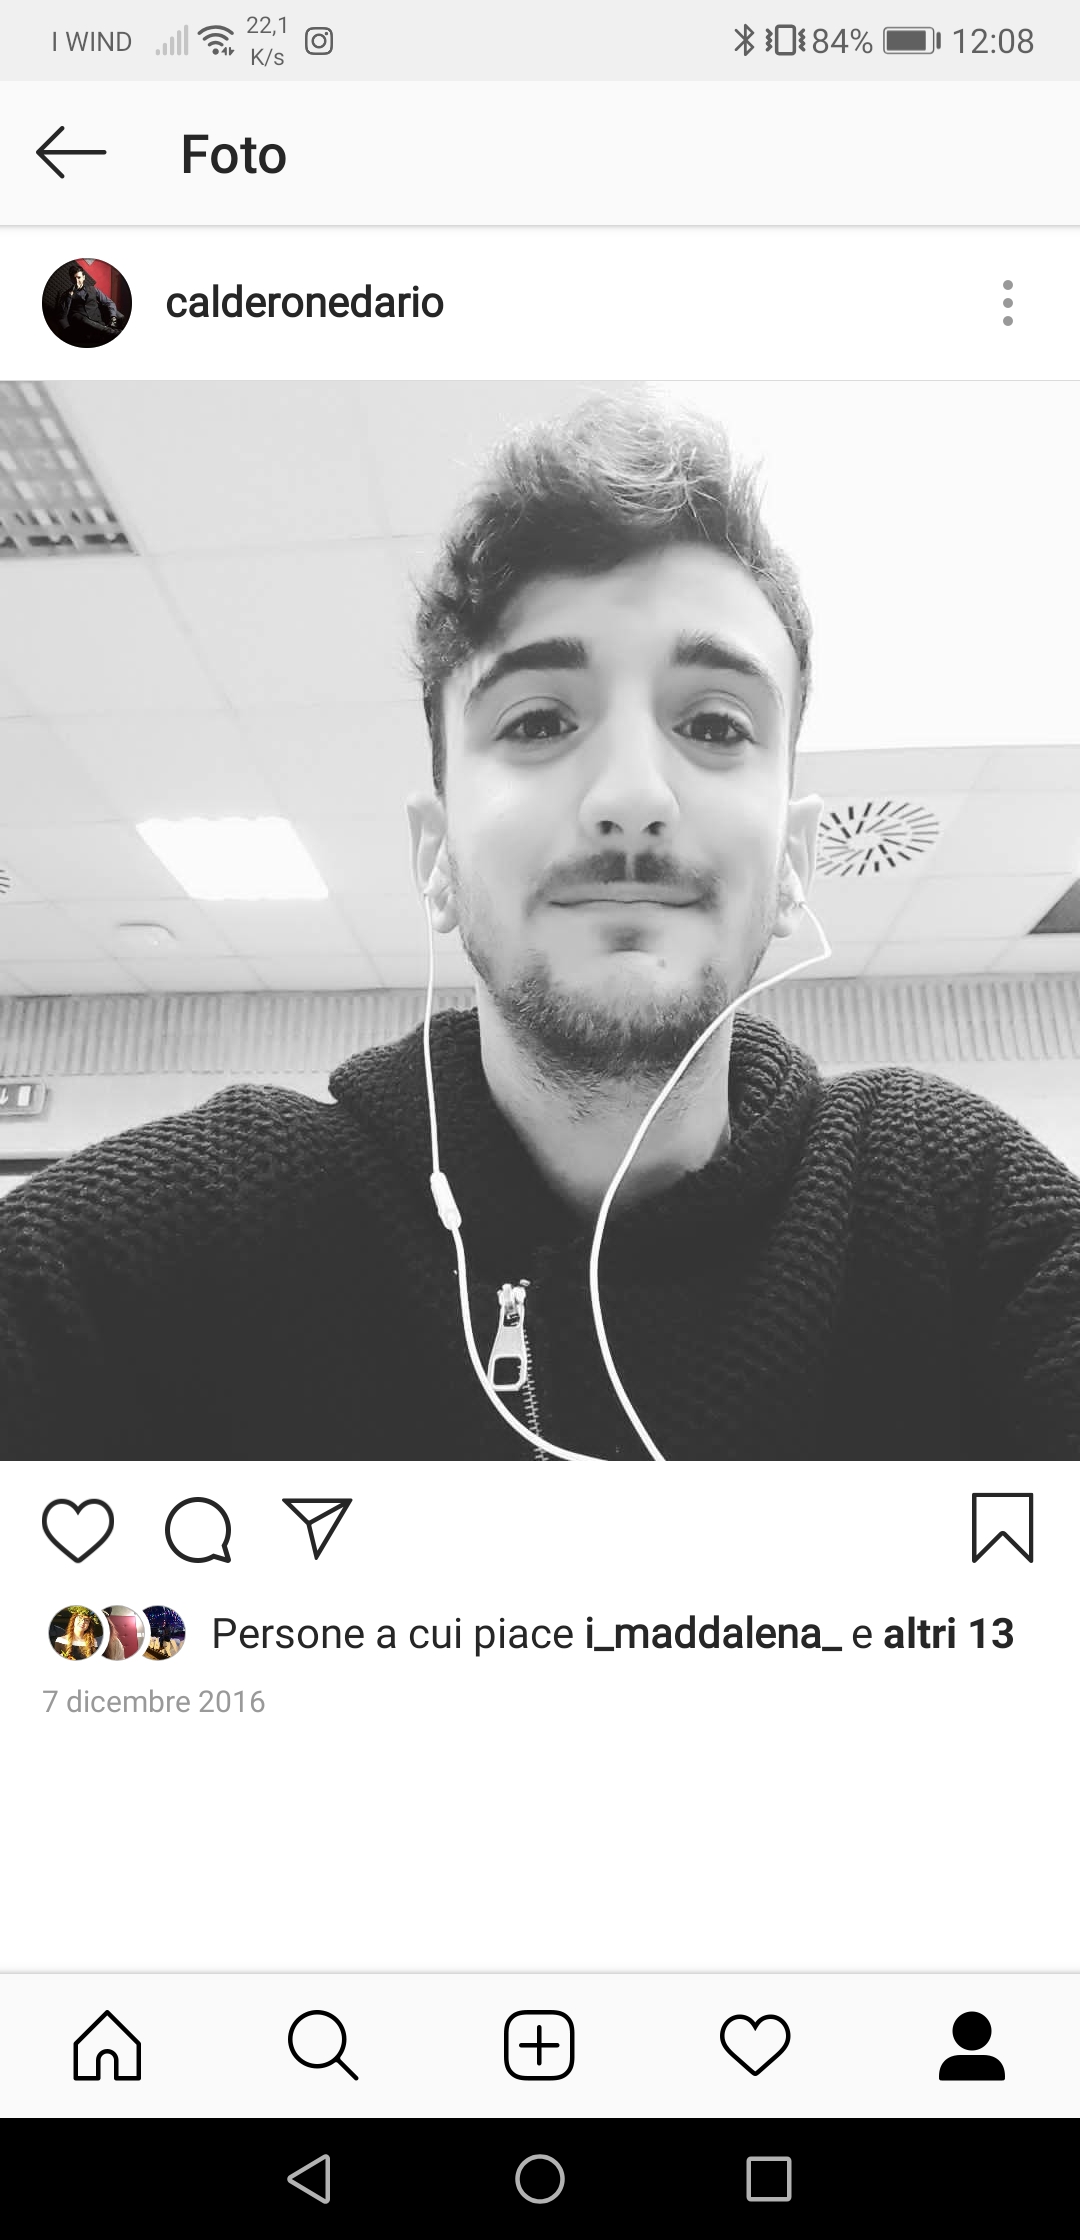 I WIND 22,1 K/s 84% 12:08
Foto
calderonedario
Persone a cui piace i_maddalena_ e altri 13
7 dicembre 2016